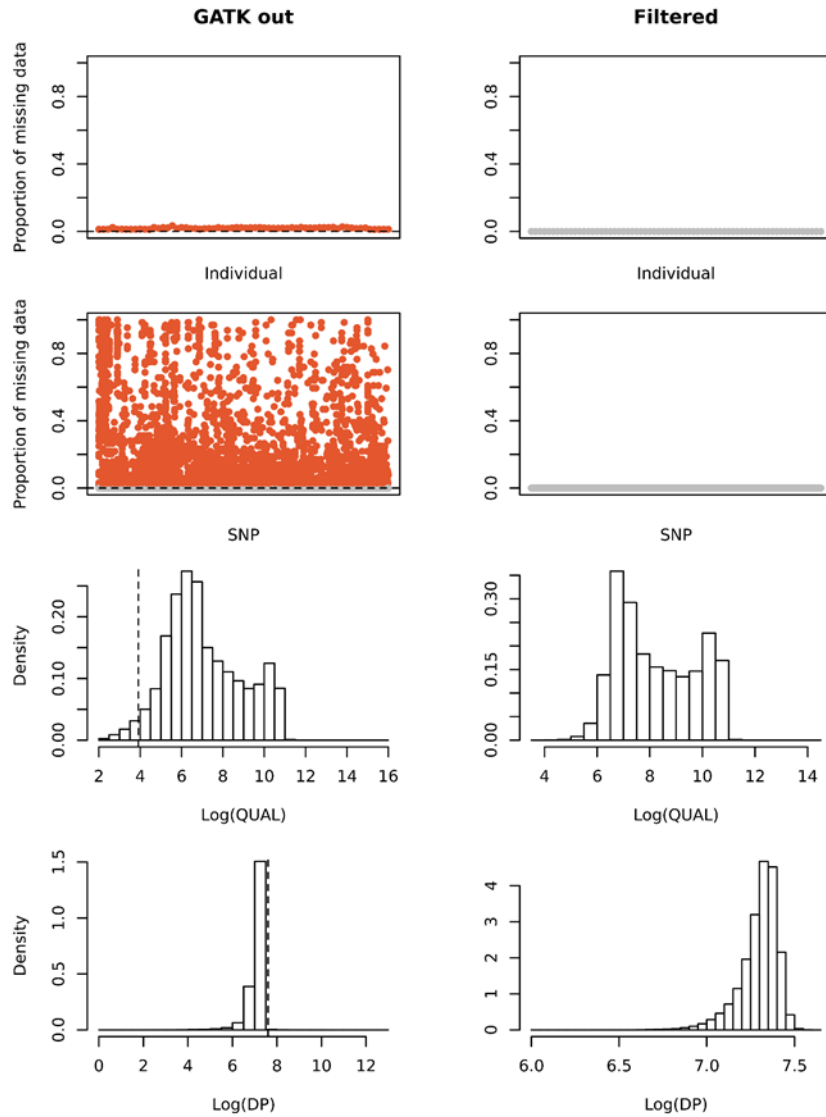 GATK out Filtered
Proportion of missing data
0.0 0.4 0.8
0.0 0.4 0.8
Individual Individual
Proportion of missing data
0.0 0.4 0.8
0.0 0.4 0.8
SNP SNP
Density
0.00 0.10 0.20
0.00 0.15 0.30
2 4 6 8 10 12 14 16
4 6 8 10 12 14
Log(QUAL) Log(QUAL)
Density
0.0 0.5 1.0 1.5
0 1 2 3 4
0 2 4 6 8 10 12
6.0 6.5 7.0 7.5
Log(DP) Log(DP)